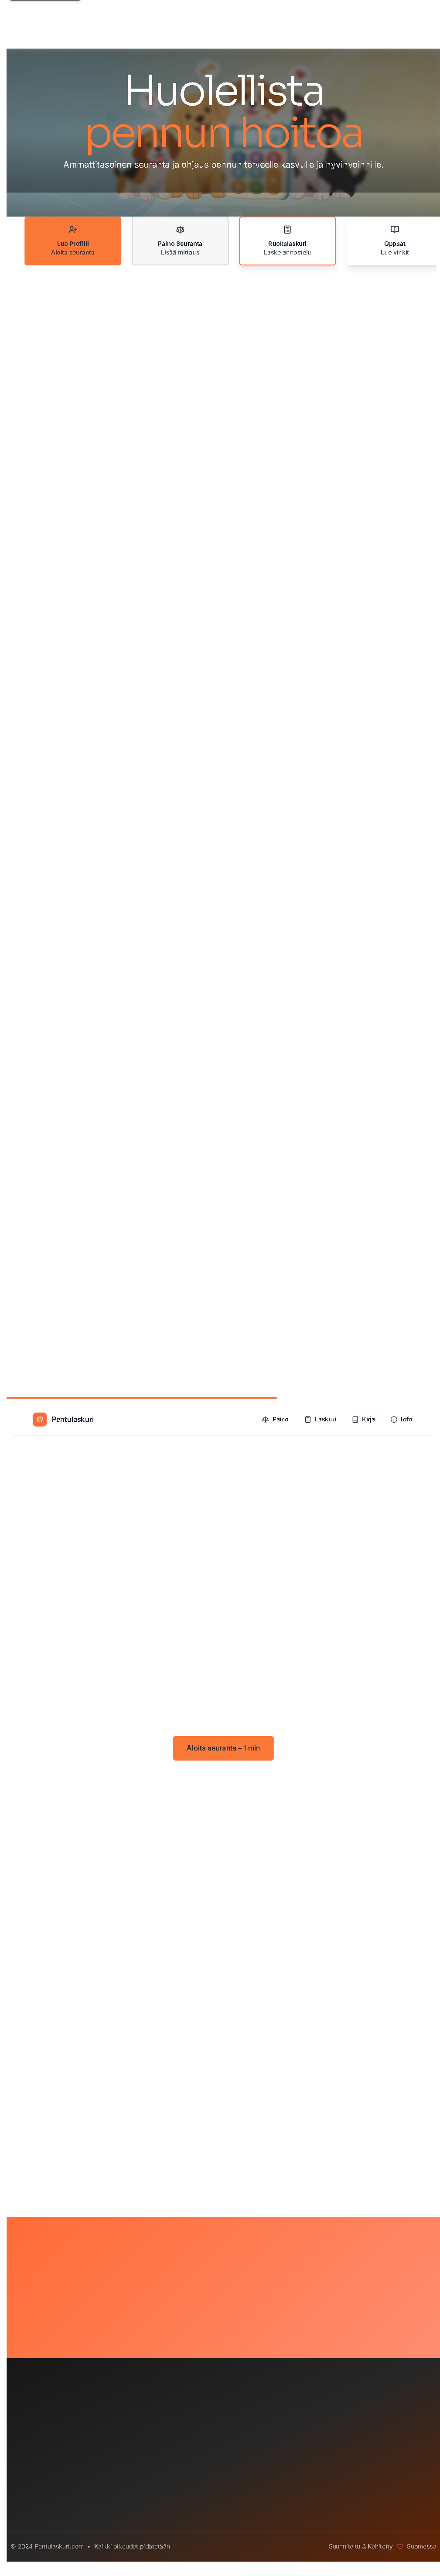 Huolellista
pennun hoitoa
Ammattitasoinen seuranta ja ohjaus pennun terveelle kasvulle ja hyvinvoinnille.
Luo Profiili
Aloita seuranta
Paino Seuranta
Lisää mittaus
Ruokalaskuri
Laske annostelu
Oppaat
Lue vinkit
Pentulaskuri
Paino
Laskuri
Kirja
Info
Aloita seuranta – 1 min
© 2024 Pentulaskuri.com • Kaikki oikeudet pidätetään
Suunniteltu & Kehitetty ♡ Suomessa